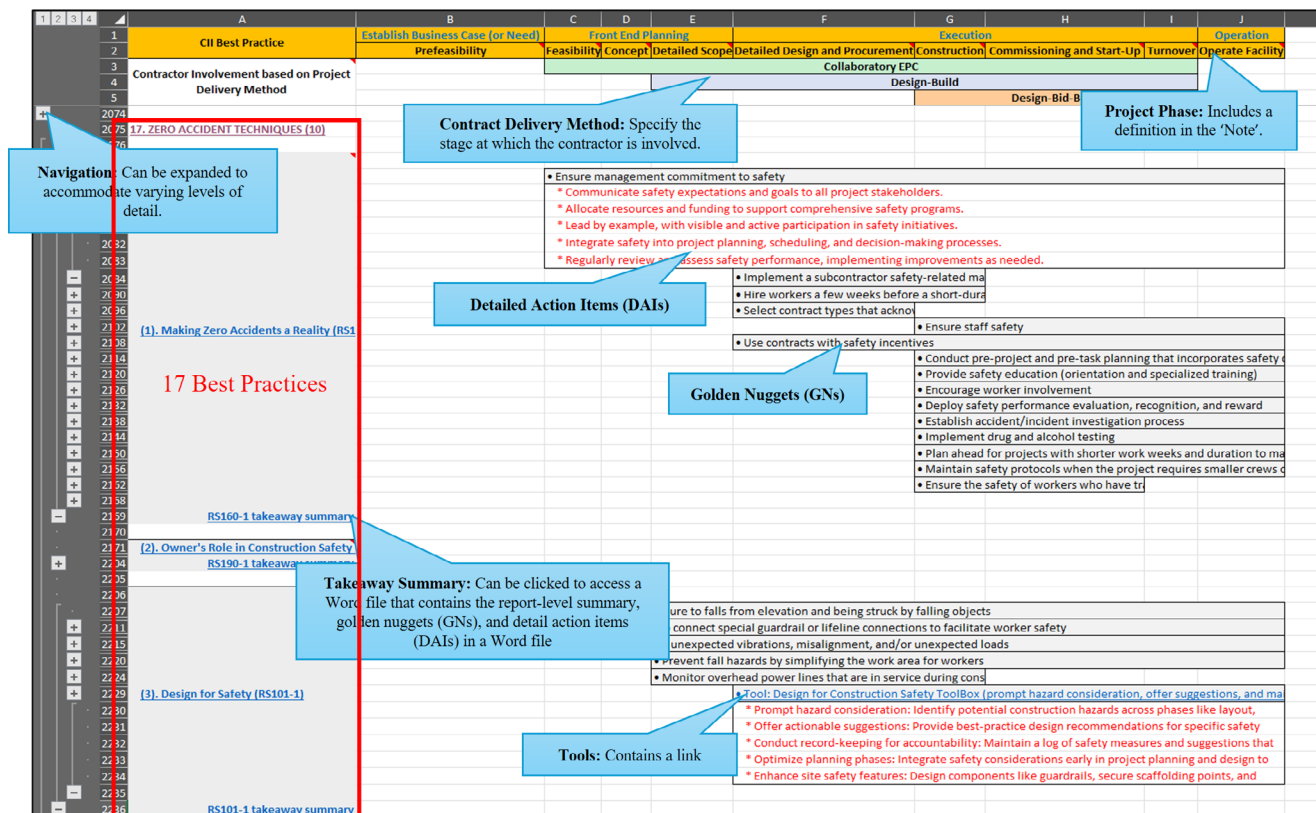 1 2 3 4
A B C D E F G H I J
1 CII Best Practice Establish Business Case (or Need) Front End Planning Execution Operation
2 Prefeasibility Feasibility Concept Detailed Scope Detailed Design and Procurement Construction Commissioning and Start-Up Turnover Operate Facility
3 Contractor Involvement based on Project Collaboratory EPC
4 Delivery Method Design-Build
5 Design-Bid-B
2074
2075 17. ZERO ACCIDENT TECHNIQUES (10)
Project Phase: Includes a
definition in the 'Note'.
Contract Delivery Method: Specify the
stage at which the contractor is involved.
Navigation: Can be expanded to
accommodate varying levels of
detail.
• Ensure management commitment to safety
* Communicate safety expectations and goals to all project stakeholders.
* Allocate resources and funding to support comprehensive safety programs.
* Lead by example, with visible and active participation in safety initiatives.
2082 * Integrate safety into project planning, scheduling, and decision-making processes.
2083 * Regularly review assess safety performance, implementing improvements as needed.
2084 • Implement a subcontractor safety-related ma
2090 • Hire workers a few weeks before a short-dura
2096 • Select contract types that acknov
Detailed Action Items (DAIs)
2102 (1). Making Zero Accidents a Reality (RS1 • Ensure staff safety
2108 • Use contracts with safety incentives
2114 • Conduct pre-project and pre-task planning that incorporates safety
2120 • Provide safety education (orientation and specialized training)
2126 • Encourage worker involvement
17 Best Practices
Golden Nuggets (GNs)
2132 • Deploy safety performance evaluation, recognition, and reward
2138 • Establish accident/incident investigation process
2144 • Implement drug and alcohol testing
2150 • Plan ahead for projects with shorter work weeks and duration to ma
2156 • Maintain safety protocols when the project requires smaller crews
2162 • Ensure the safety of workers who have
2168
2169 RS160-1 takeaway summary
2170
2171 (2). Owner's Role in Construction Safety
2204 RS190-1 takeaway summary
2205
2206
Takeaway Summary: Can be clicked to access a
Word file that contains the report-level summary,
golden nuggets (GNs), and detail action items
(DAIs) in a Word file
2207 ure to falls from elevation and being struck by falling objects
2211 connect special guardrail or lifeline connections to facilitate worker safety
2215 unexpected vibrations, misalignment, and/or unexpected loads
2220 • Prevent fall hazards by simplifying the work area for workers
2224 • Monitor overhead power lines that are in service during cons
2229 (3). Design for Safety (RS101-1) • Tool: Design for Construction Safety ToolBox (prompt hazard consideration, offer suggestions, and ma
2230 * Prompt hazard consideration: Identify potential construction hazards across phases like layout,
2231 * Offer actionable suggestions: Provide best-practice design recommendations for specific safety
2232 * Conduct record-keeping for accountability: Maintain a log of safety measures and suggestions that
2233 * Optimize planning phases: Integrate safety considerations early in project planning and design to
2234 * Enhance site safety features: Design components like guardrails, secure scaffolding points, and
Tools: Contains a link
2235
2236 RS101-1 takeaway summary